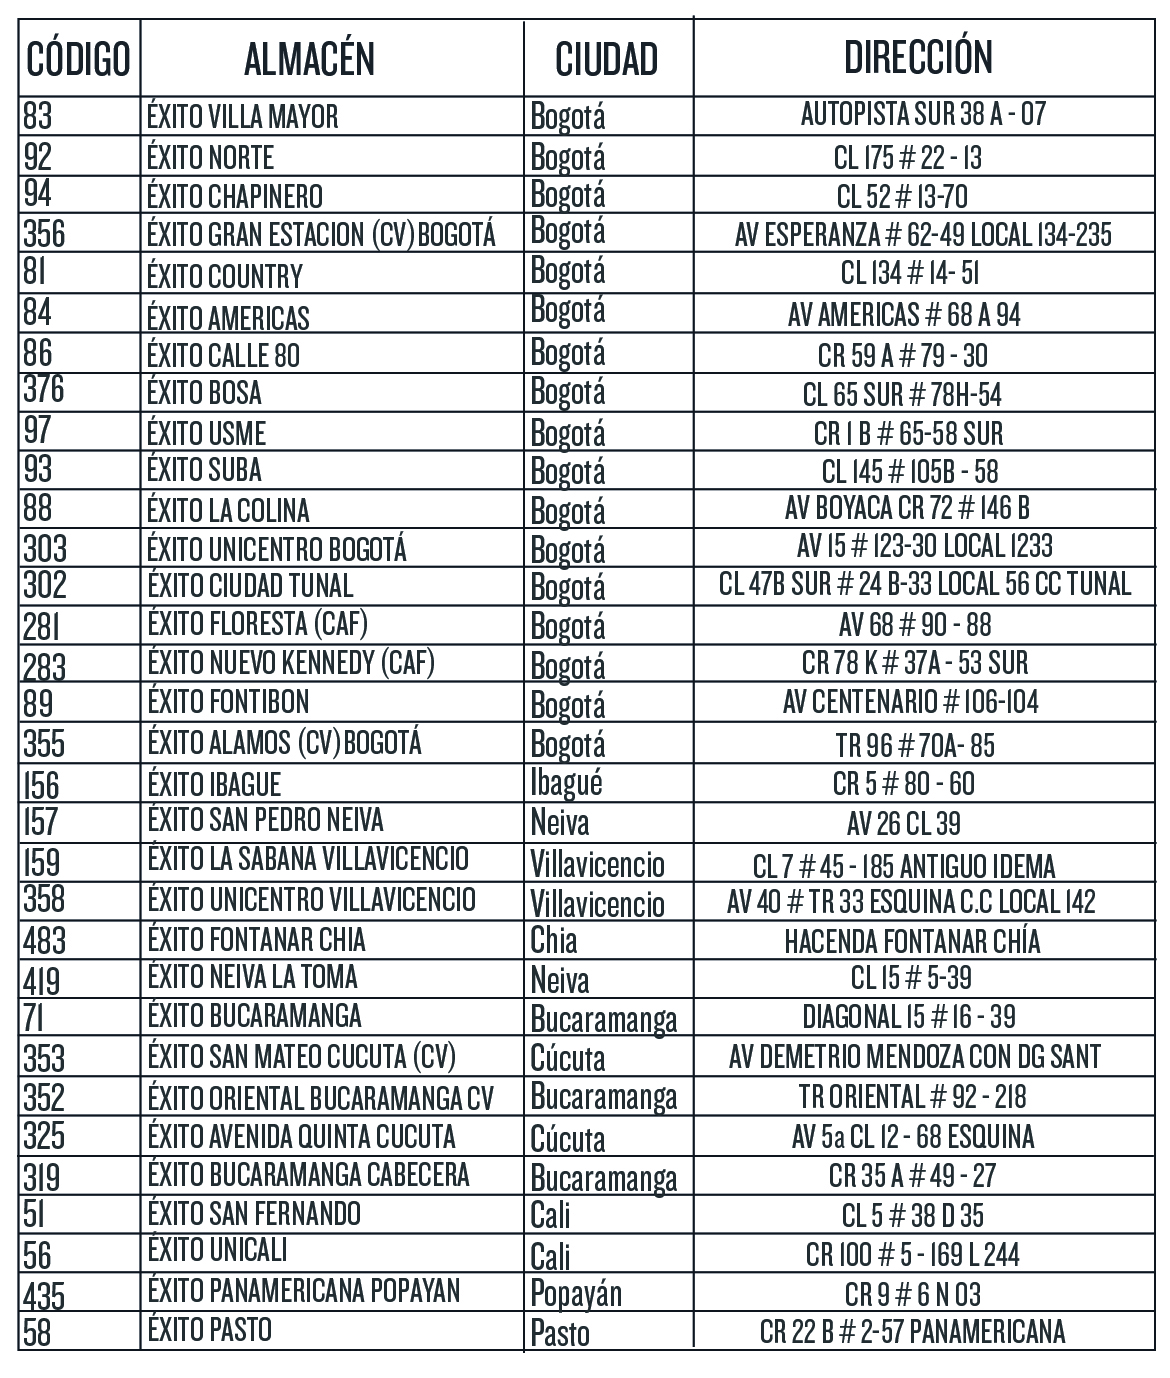 CÓDIGO ALMACÉN CIUDAD DIRECCIÓN
83 ÉXITO VILLA MAYOR Bogotá AUTOPISTA SUR 38 A - 07
92 ÉXITO NORTE Bogotá CL 175 # 22 - 13
94 ÉXITO CHAPINERO Bogotá CL 52 # 13-70
356 ÉXITO GRAN ESTACION (CV)BOGOTÁ Bogotá AV ESPERANZA # 62-49 LOCAL 134-235
81 ÉXITO COUNTRY Bogotá CL 134 # 14- 51
84 ÉXITO AMERICAS Bogotá AV AMERICAS # 68 A 94
86 ÉXITO CALLE 80 Bogotá CR 59 A # 79 - 30
376 ÉXITO BOSA Bogotá CL 65 SUR # 78H-54
97 ÉXITO USME Bogotá CR 1 B # 65-58 SUR
93 ÉXITO SUBA Bogotá CL 145 # 105B - 58
88 ÉXITO LA COLINA Bogotá AV BOYACA CR 72 # 146 B
303 ÉXITO UNICENTRO BOGOTÁ Bogotá AV 15 # 123-30 LOCAL 1233
302 ÉXITO CIUDAD TUNAL Bogotá CL 47B SUR # 24 B-33 LOCAL 56 CC TUNAL
281 ÉXITO FLORESTA (CAF) Bogotá AV 68 # 90 - 88
283 ÉXITO NUEVO KENNEDY (CAF) Bogotá CR 78 K # 37A - 53 SUR
89 ÉXITO FONTIBON Bogotá AV CENTENARIO # 106-104
355 ÉXITO ALAMOS (CV)BOGOTÁ Bogotá TR 96 # 70A- 85
156 ÉXITO IBAGUE Ibagué CR 5 # 80 - 60
157 ÉXITO SAN PEDRO NEIVA Neiva AV 26 CL 39
159 ÉXITO LA SABANA VILLAVICENCIO Villavicencio CL 7 # 45 - 185 ANTIGUO IDEMA
358 ÉXITO UNICENTRO VILLAVICENCIO Villavicencio AV 40 # TR 33 ESQUINA C.C LOCAL 142
483 ÉXITO FONTANAR CHIA Chia HACENDA FONTANAR CHÍA
419 ÉXITO NEIVA LA TOMA Neiva CL 15 # 5-39
71 ÉXITO BUCARAMANGA Bucaramanga DIAGONAL 15 # 16 - 39
353 ÉXITO SAN MATEO CUCUTA (CV) Cúcuta AV DEMETRIO MENDOZA CON DG SANT
352 ÉXITO ORIENTAL BUCARAMANGA CV Bucaramanga TR ORIENTAL # 92 - 218
325 ÉXITO AVENIDA QUINTA CUCUTA Cúcuta AV 5a CL 12 - 68 ESQUINA
319 ÉXITO BUCARAMANGA CABECERA Bucaramanga CR 35 A # 49 - 27
51 ÉXITO SAN FERNANDO Cali CL 5 # 38 D 35
56 ÉXITO UNICALI Cali CR 100 # 5 - 169 L 244
435 ÉXITO PANAMERICANA POPAYAN Popayán CR 9 # 6 N 03
58 ÉXITO PASTO Pasto CR 22 B # 2-57 PANAMERICANA